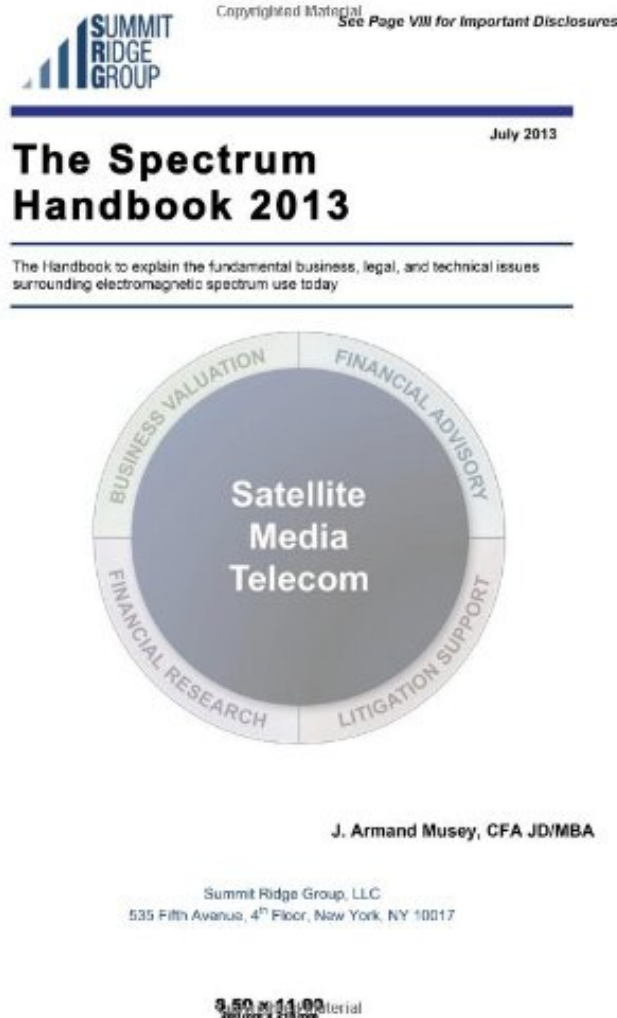 Copyrighted Material
See Page VIII for Important Disclosures
SUMMIT
RIDGE
GROUP
July 2013
The Spectrum
Handbook 2013
The Handbook to explain the fundamental business, legal, and technical issues
surrounding electromagnetic spectrum use today
BUSINESS VALUATION
FINANCIAL ADVISORY
Satellite
Media
Telecom
FINANCIAL RESEARCH
LITIGATION SUPPORT
J. Armand Musey, CFA JD/MBA
Summit Ridge Group, LLC
535 Fifth Avenue, 4th Floor, New York, NY 10017
8.50 x 11.00
Material